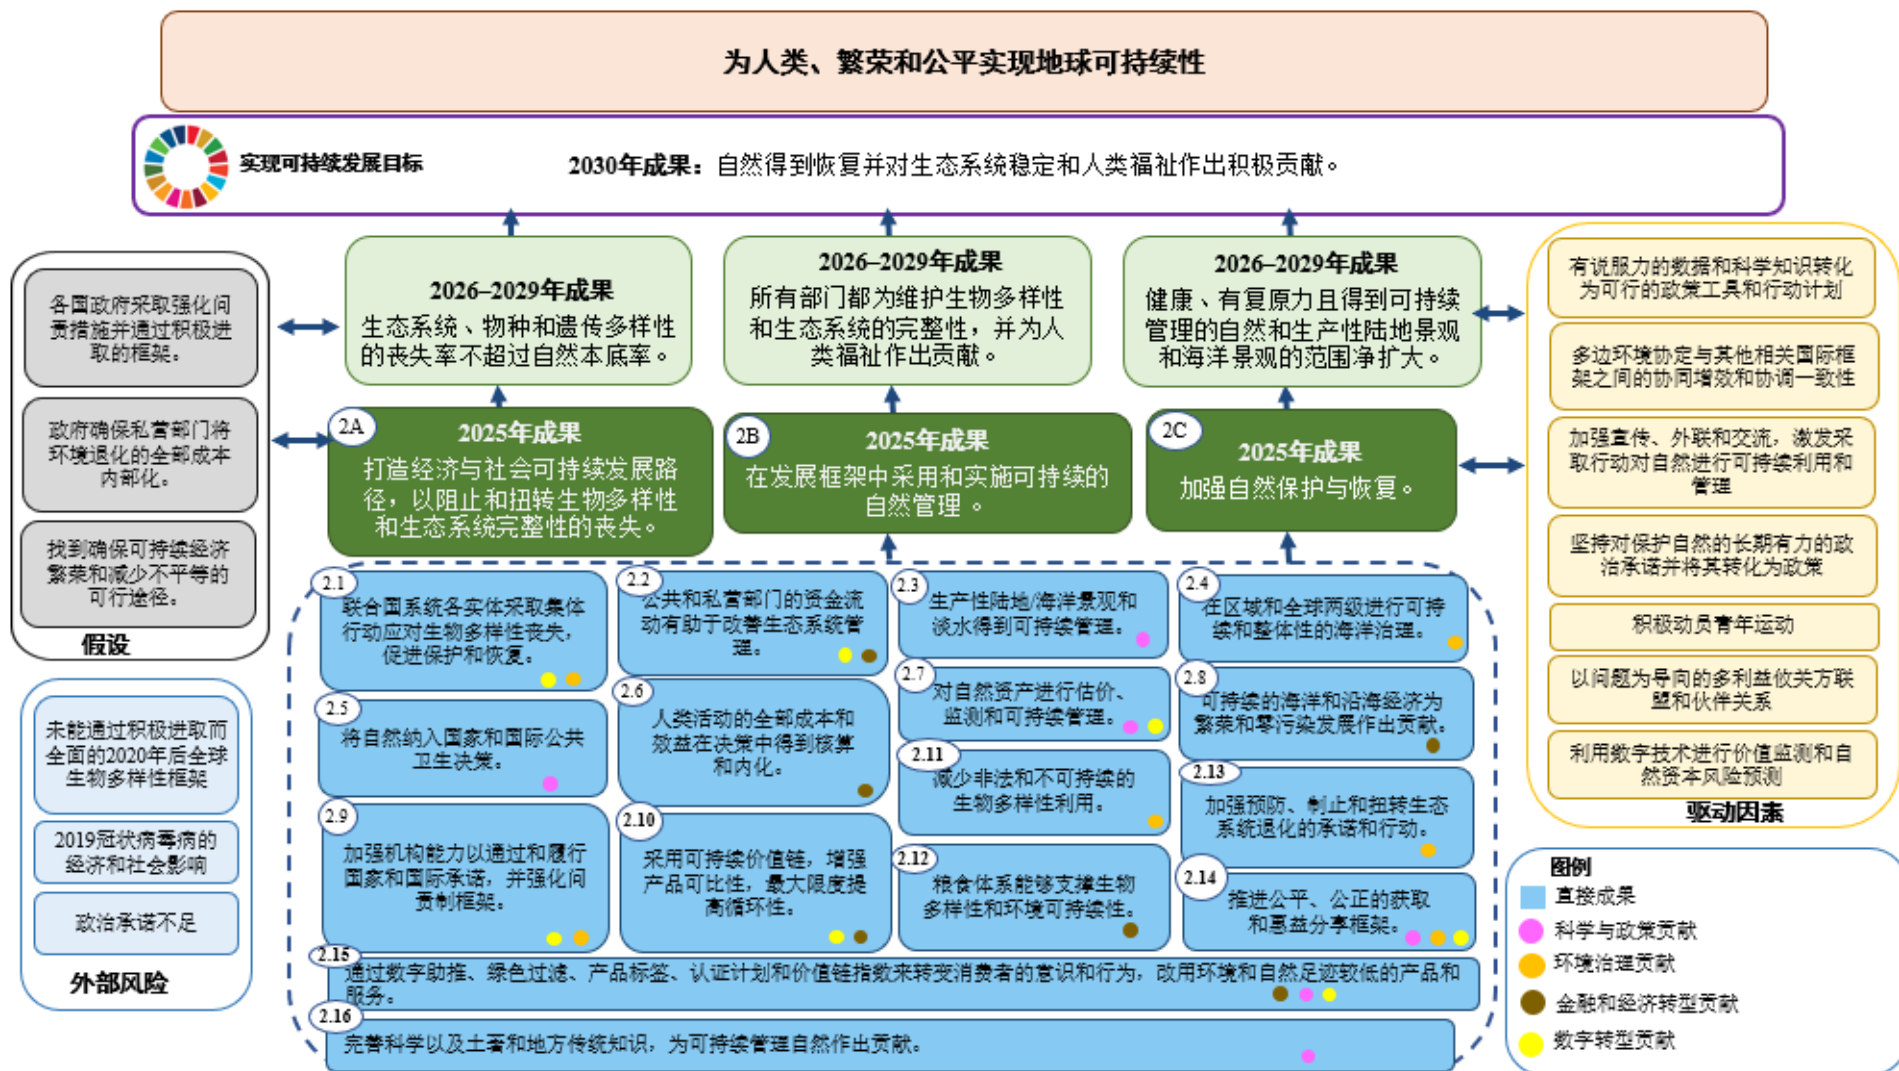 为人类、繁荣和公平实现地球可持续性
实现可持续发展目标
2030年成果：自然得到恢复并对生态系统稳定和人类福祉作出积极贡献。
各国政府采取强化问
责措施并通过积极进
取的框架。
政府确保私营部门将
环境退化的全部成本
内部化。
找到确保可持续经济
繁荣和减少不平等的
可行途径。
假设
未能通过积极进取而
全面的2020年后全球
生物多样性框架
2019冠状病毒病的
经济和社会影响
政治承诺不足
外部风险
2026–2029年成果
生态系统、物种和遗传多样性
的丧失率不超过自然本底率。
2026–2029年成果
所有部门都为维护生物多样性
和生态系统的完整性，并为人
类福祉作出贡献。
2026–2029年成果
健康、有复原力且得到可持续
管理的自然和生产性陆地景观
和海洋景观的范围净扩大。
2A
2025年成果
打造经济与社会可持续发展路
径，以阻止和扭转生物多样性
和生态系统完整性的丧失。
2B
2025年成果
在发展框架中采用和实施可持续的
自然管理 。
2C
2025年成果
加强自然保护与恢复。
2.1
联合国系统各实体采取集体
行动应对生物多样性丧失，
促进保护和恢复。
2.2
公共和私营部门的资金流
动有助于改善生态系统管
理。
2.3
生产性陆地/海洋景观和
淡水得到可持续管理。
2.4
在区域和全球两级进行可持
续和整体性的海洋治理。
2.5
将自然纳入国家和国际公共
卫生决策。
2.6
人类活动的全部成本和
效益在决策中得到核算
和内化。
2.7
对自然资产进行估价、
监测和可持续管理。
2.8
可持续的海洋和沿海经济为
繁荣和零污染发展作出贡献。
2.9
加强机构能力以通过和履行
国家和国际承诺，并强化问
责制框架。
2.10
采用可持续价值链，增强
产品可比性，最大限度提
高循环性。
2.11
减少非法和不可持续的
生物多样性利用。
2.12
粮食体系能够支撑生物
多样性和环境可持续性。
2.13
加强预防、制止和扭转生态
系统退化的承诺和行动。
2.14
推进公平、公正的获取
和惠益分享框架。
2.15
通过数字助推、绿色过滤、产品标签、认证计划和价值链指数来转变消费者的意识和行为，改用环境和自然足迹较低的产品和
服务。
2.16
完善科学以及土著和地方传统知识，为可持续管理自然作出贡献。
有说服力的数据和科学知识转化
为可行的政策工具和行动计划
多边环境协定与其他相关国际框
架之间的协同增效和协调一致性
加强宣传、外联和交流，激发采
取行动对自然进行可持续利用和
管理
坚持对保护自然的长期有力的政
治承诺并将其转化为政策
积极动员青年运动
以问题为导向的多利益攸关方联
盟和伙伴关系
利用数字技术进行价值监测和自
然资本风险预测
驱动因素
图例
直接成果
科学与政策贡献
环境治理贡献
金融和经济转型贡献
数字转型贡献